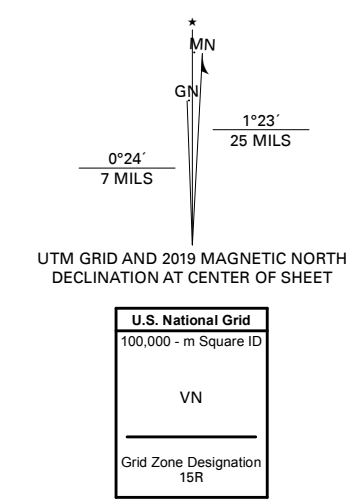 ★
MN
GN
1°23´
25 MILS
0°24´
7 MILS
UTM GRID AND 2019 MAGNETIC NORTH
DECLINATION AT CENTER OF SHEET
U.S. National Grid
100,000 - m Square ID
VN
Grid Zone Designation
15R